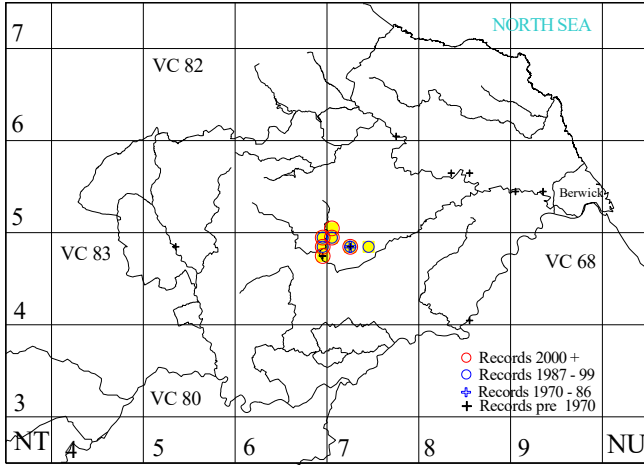 7
NORTH SEA
VC 82
6
Berwick
5
VC 83
VC 68
4
Records 2000 +
Records 1987 - 99
VC 80
Records 1970 - 86
3
Records pre 1970
NT 4 5 6 7 8 9 NU